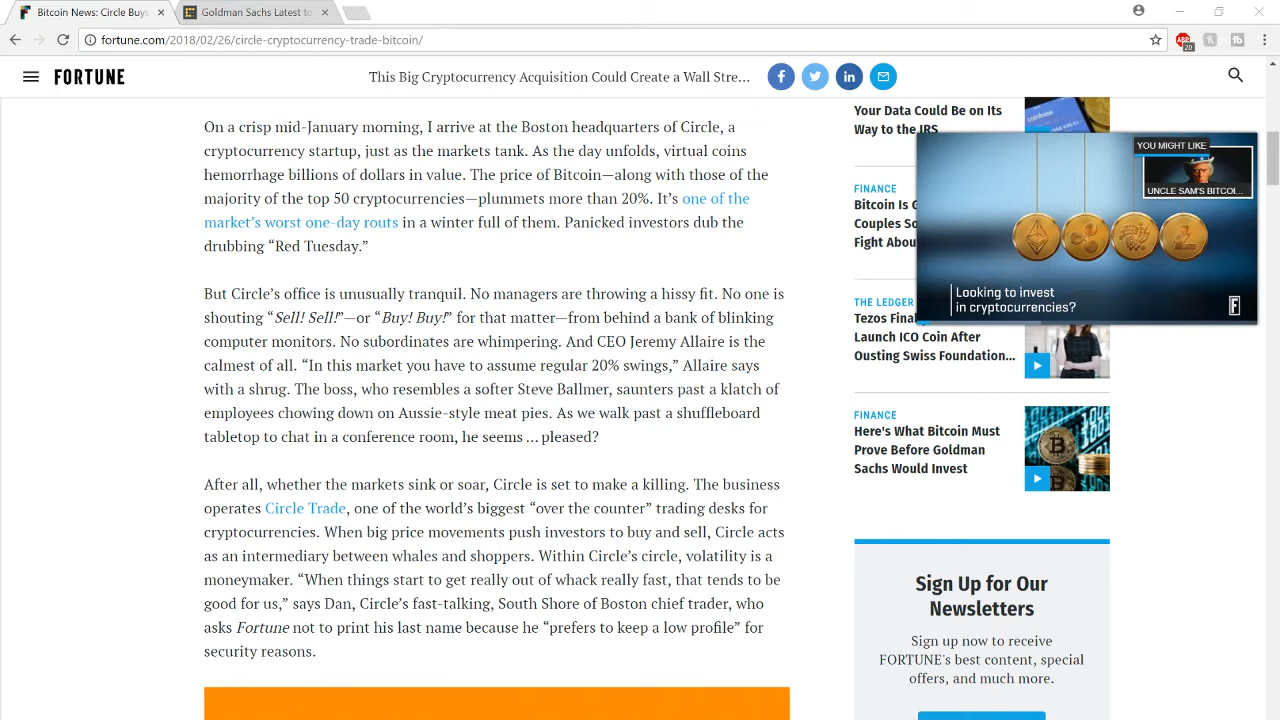 Bitcoin News: Circle Buys
Goldman Sachs Latest to
fortune.com/2018/02/26/circle-cryptocurrency-trade-bitcoin/
ABP
20
tb
FORTUNE
This Big Cryptocurrency Acquisition Could Create a Wall Stre...
On a crisp mid-January morning, I arrive at the Boston headquarters of Circle, a
cryptocurrency startup, just as the markets tank. As the day unfolds, virtual coins
hemorrhage billions of dollars in value. The price of Bitcoin—along with those of the
majority of the top 50 cryptocurrencies—plummets more than 20%. It’s one of the
market’s worst one-day routs in a winter full of them. Panicked investors dub the
drubbing “Red Tuesday.”
But Circle’s office is unusually tranquil. No managers are throwing a hissy fit. No one is
shouting “Sell! Sell!”—or “Buy! Buy!” for that matter—from behind a bank of blinking
computer monitors. No subordinates are whimpering. And CEO Jeremy Allaire is the
calmest of all. “In this market you have to assume regular 20% swings,” Allaire says
with a shrug. The boss, who resembles a softer Steve Ballmer, saunters past a klatch of
employees chowing down on Aussie-style meat pies. As we walk past a shuffleboard
tabletop to chat in a conference room, he seems … pleased?
After all, whether the markets sink or soar, Circle is set to make a killing. The business
operates Circle Trade, one of the world’s biggest “over the counter” trading desks for
cryptocurrencies. When big price movements push investors to buy and sell, Circle acts
as an intermediary between whales and shoppers. Within Circle’s circle, volatility is a
moneymaker. “When things start to get really out of whack really fast, that tends to be
good for us,” says Dan, Circle’s fast-talking, South Shore of Boston chief trader, who
asks Fortune not to print his last name because he “prefers to keep a low profile” for
security reasons.
Your Data Could Be on Its
Way to the IRS
coinbase
YOU MIGHT LIKE
UNCLE SAM'S BITCOI...
Looking to invest
in cryptocurrencies?
F
FINANCE
Bitcoin Is G
Couples So
Fight Abou
THE LEDGER
Tezos Final
Launch ICO Coin After
Ousting Swiss Foundation...
FINANCE
Here's What Bitcoin Must
Prove Before Goldman
Sachs Would Invest
Sign Up for Our
Newsletters
Sign up now to receive
FORTUNE's best content, special
offers, and much more.